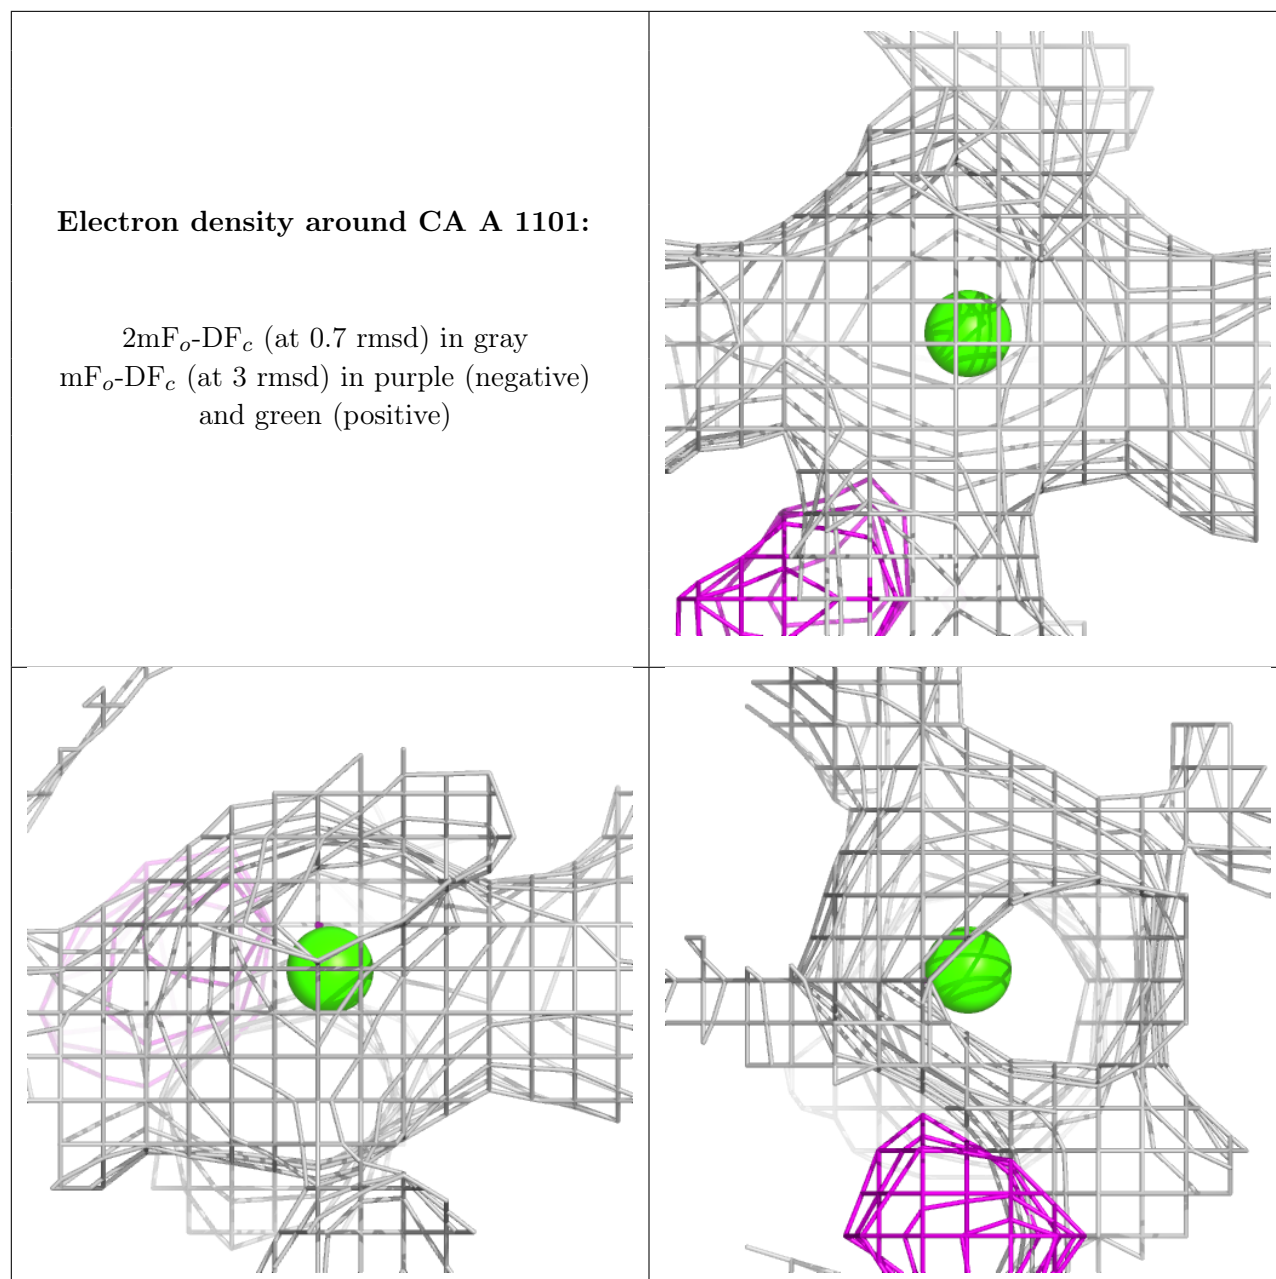 Electron density around CA A 1101:
2mFo-DFc (at 0.7 rmsd) in gray
mFo-DFc (at 3 rmsd) in purple (negative)
and green (positive)